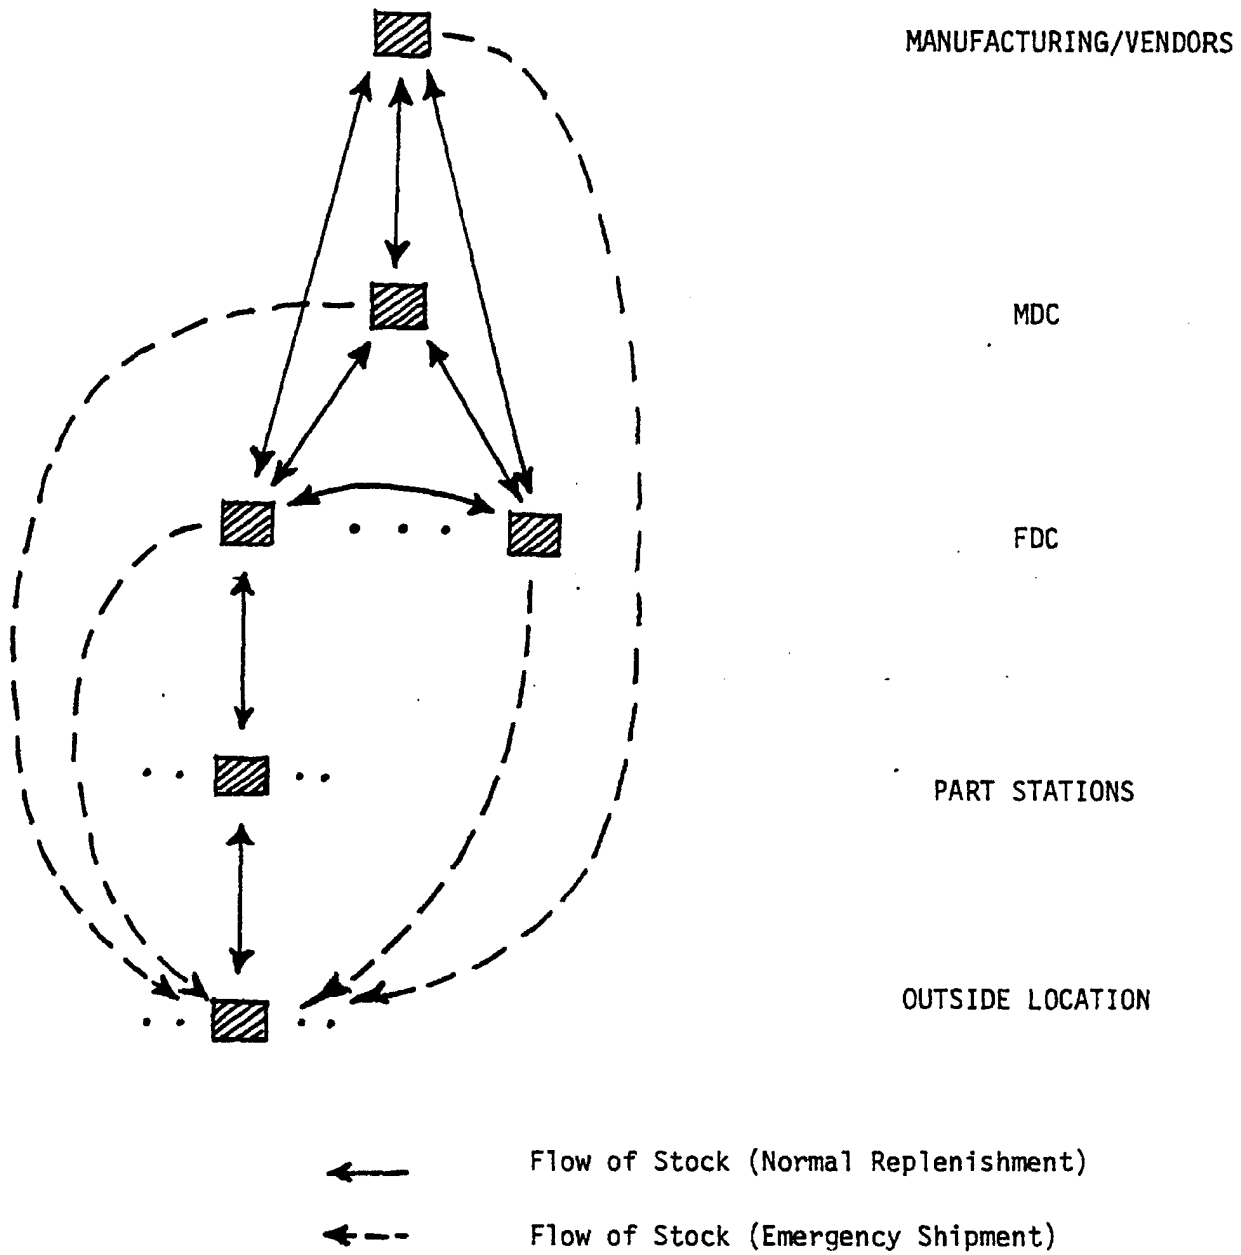 MANUFACTURING/VENDORS
MDC
FDC
PART STATIONS
OUTSIDE LOCATION
Flow of Stock (Normal Replenishment)
Flow of Stock (Emergency Shipment)